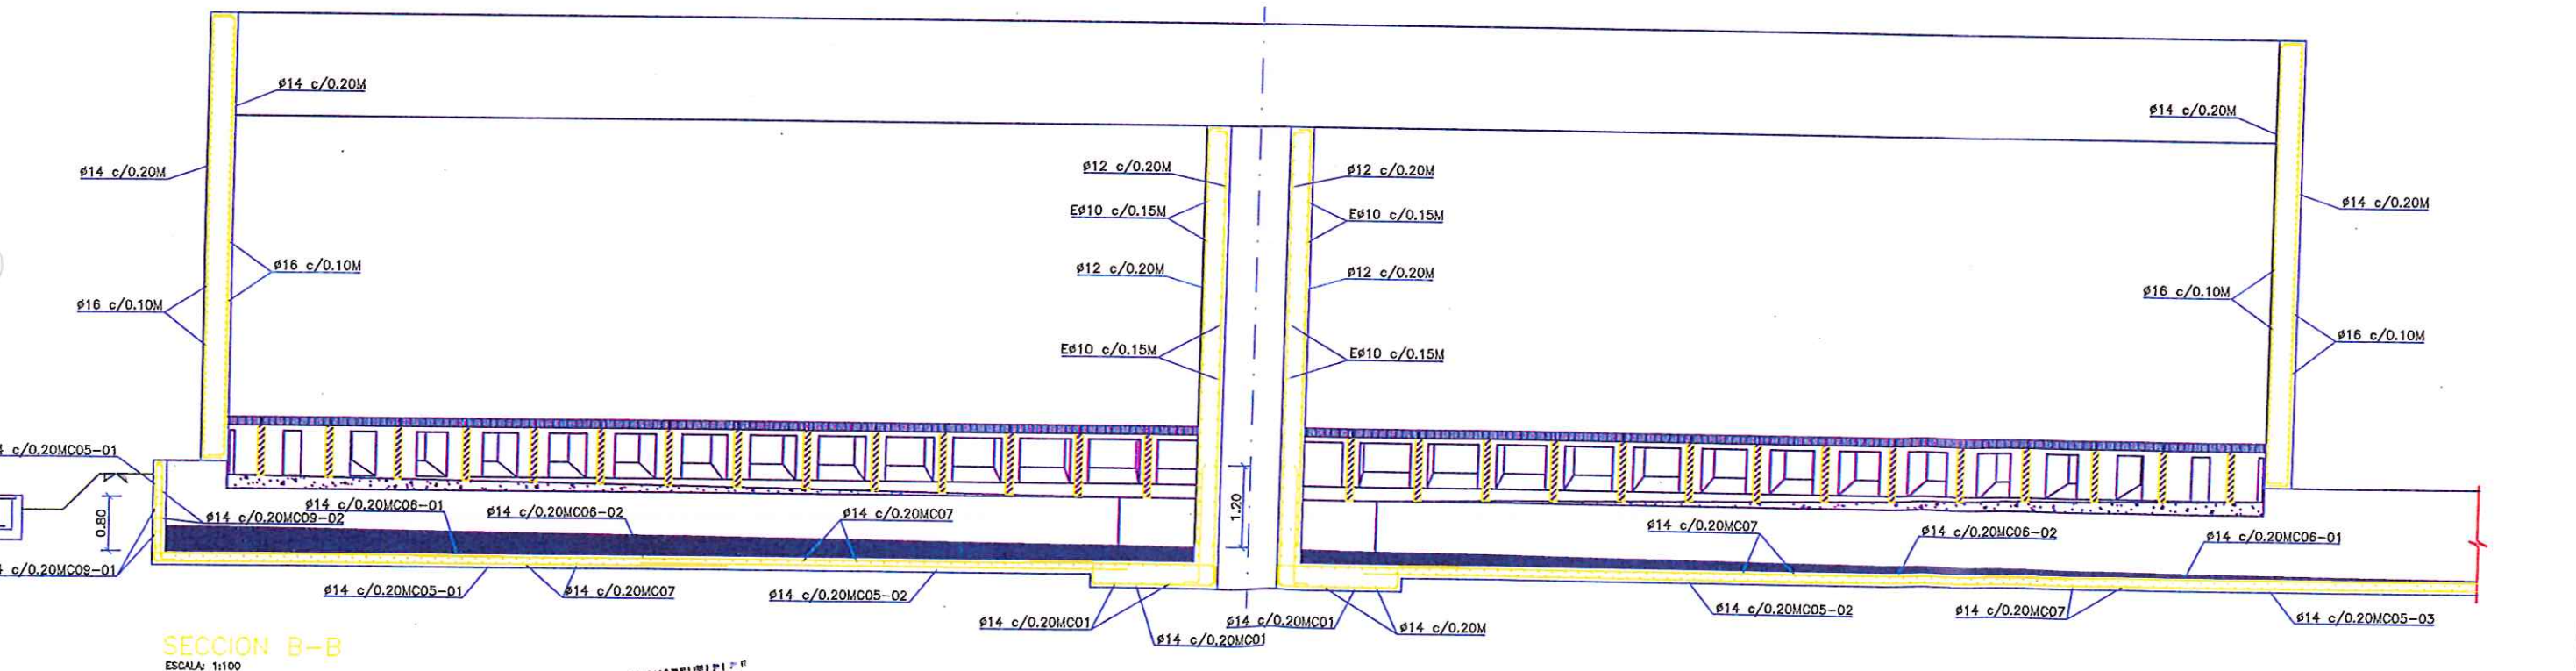 ø14 c/0.20M
ø14 c/0.20M
ø14 c/0.20M
ø12 c/0.20M
ø12 c/0.20M
ø14 c/0.20M
Eø10 c/0.15M
Eø10 c/0.15M
ø14 c/0.20M
ø16 c/0.10M
ø12 c/0.20M
ø12 c/0.20M
ø16 c/0.10M
ø16 c/0.10M
ø16 c/0.10M
Eø10 c/0.15M
Eø10 c/0.15M
4 c/0.20MC05-01
0.80
1.20
ø14 c/0.20MC09-02
ø14 c/0.20MC06-01
ø14 c/0.20MC06-02
ø14 c/0.20MC07
ø14 c/0.20MC07
ø14 c/0.20MC06-02
ø14 c/0.20MC06-01
c/0.20MC09-01
ø14 c/0.20MC05-01
ø14 c/0.20MC07
ø14 c/0.20MC05-02
ø14 c/0.20MC01
ø14 c/0.20MC01
ø14 c/0.20MC01
ø14 c/0.20M
ø14 c/0.20MC05-02
ø14 c/0.20MC07
ø14 c/0.20MC05-03
SECCION B-B
ESCALA: 1:100